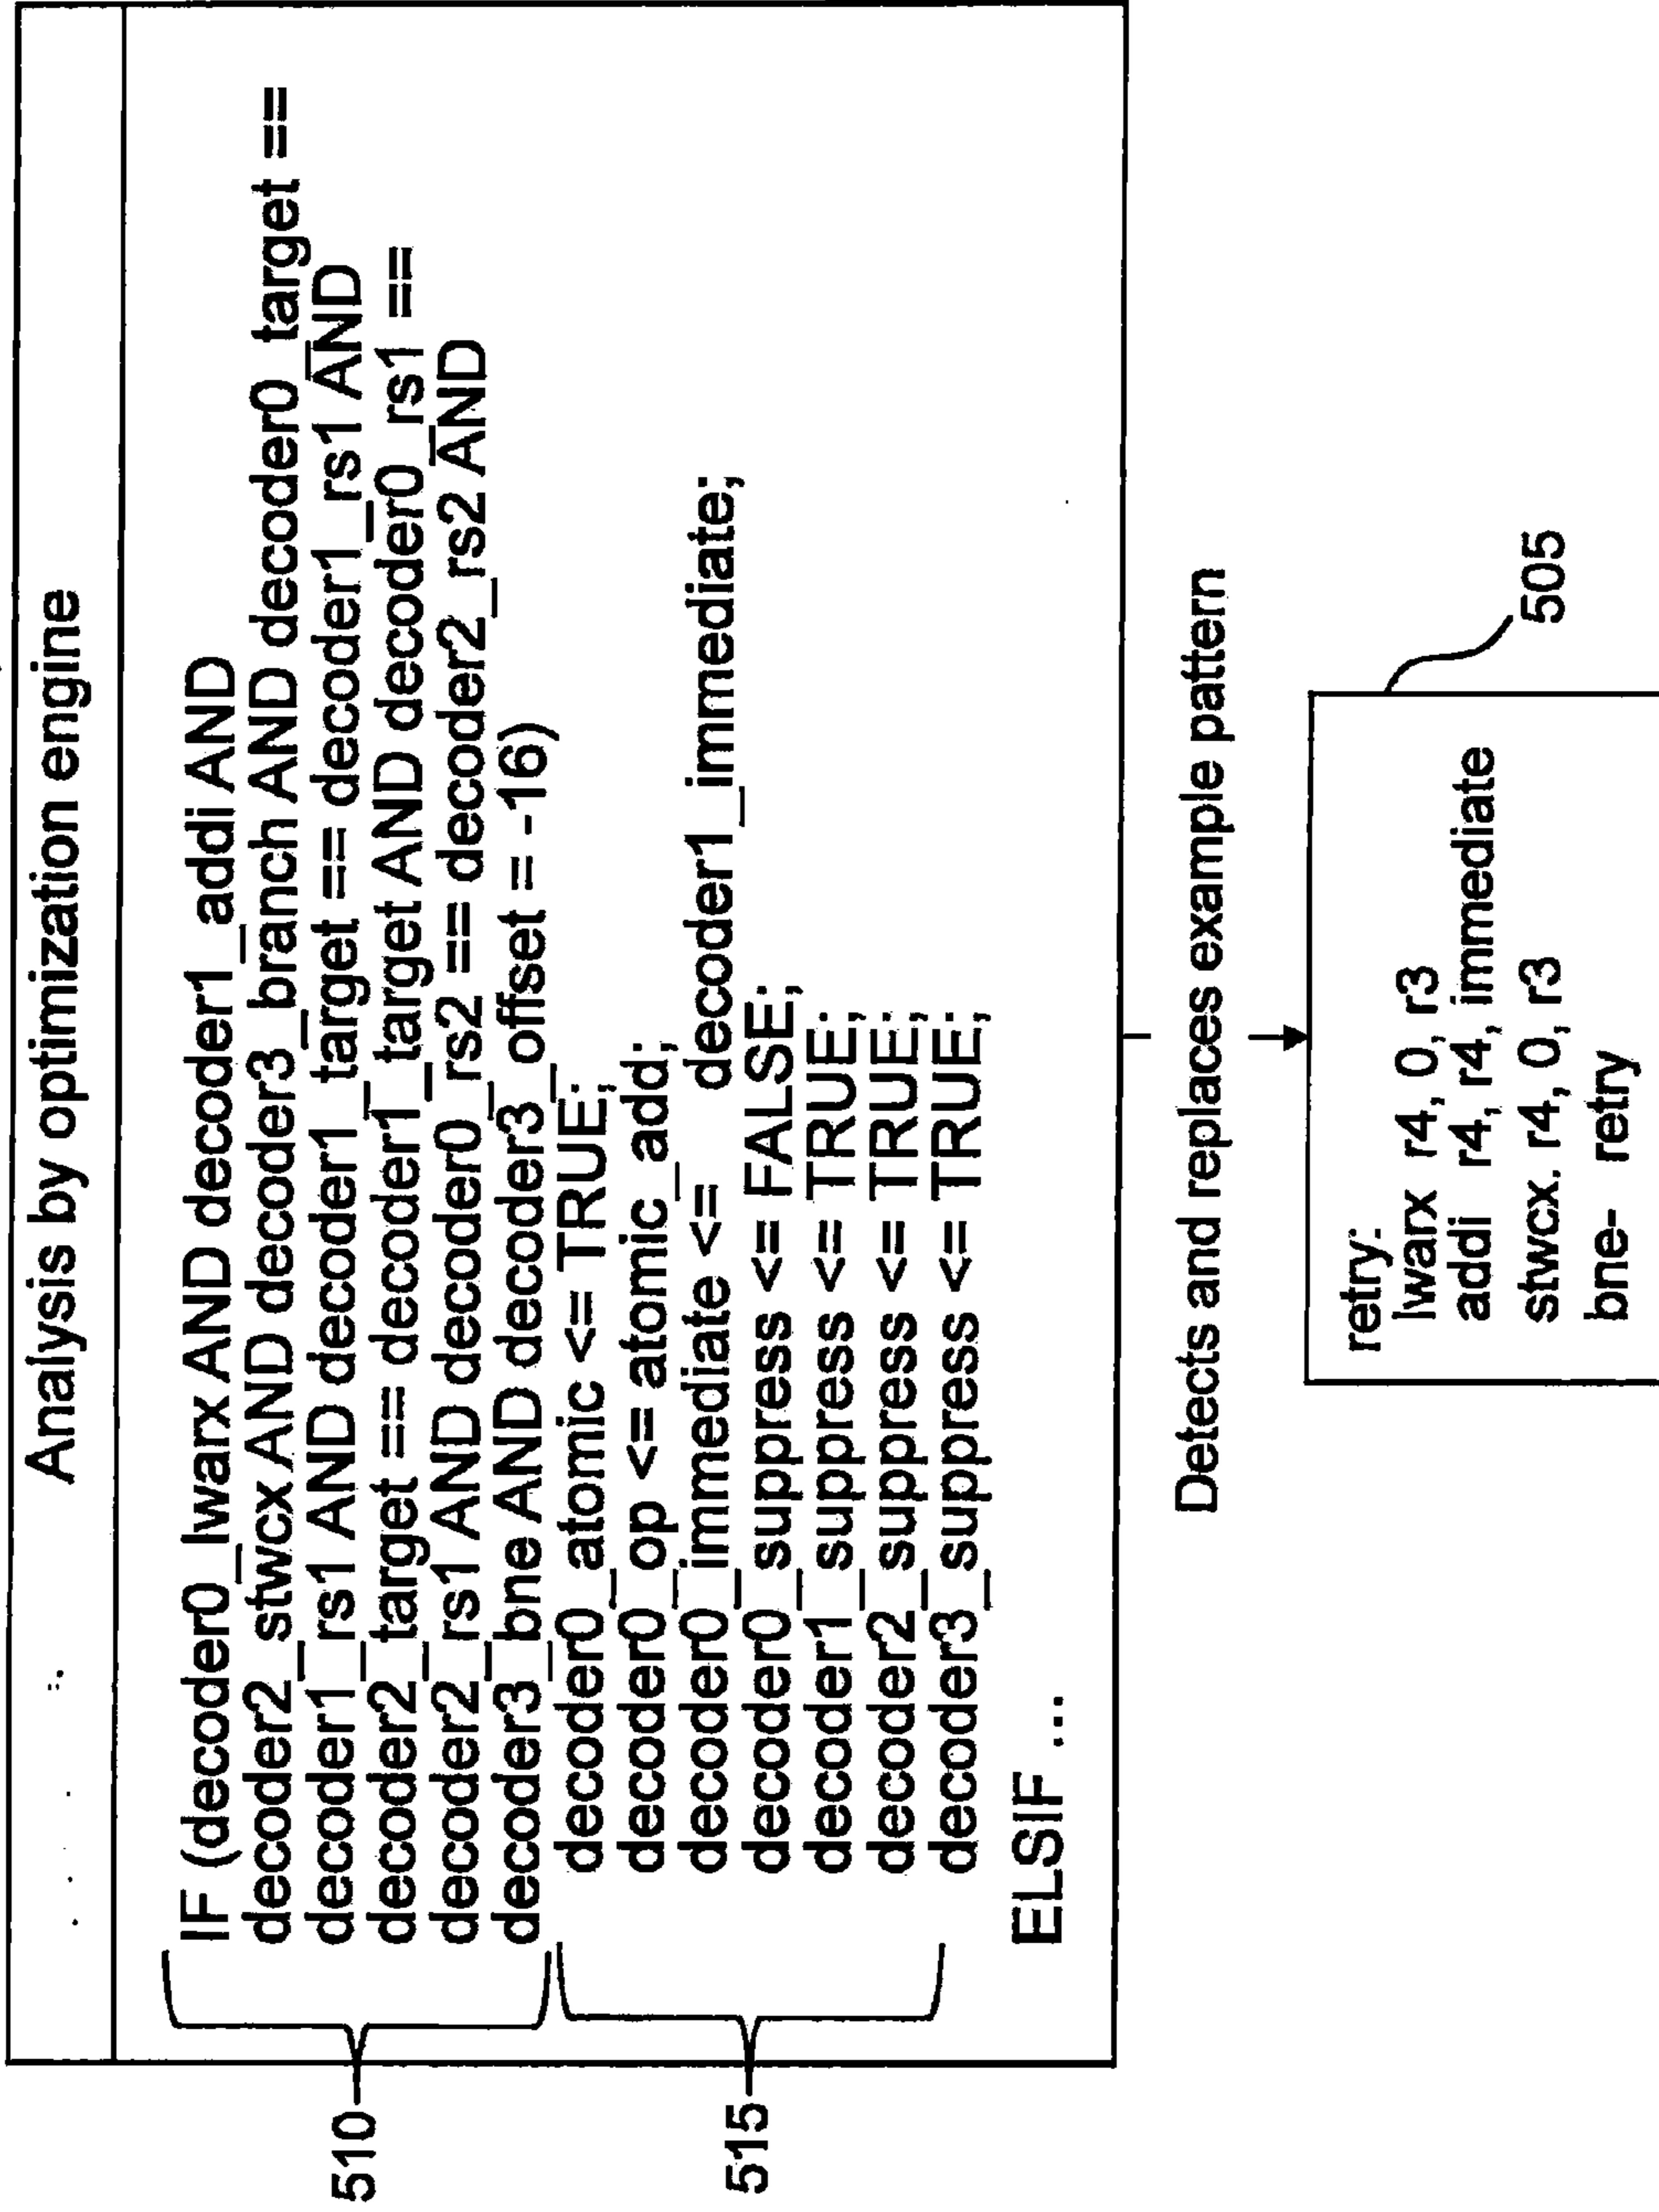 Analysis by optimization engine
IF (decoder0_lwarx AND decoder1_addi AND
decoder2_stwcx AND decoder3_branch AND decoder0_target ==
decoder1_rs1 AND decoder1_target == decoder1_rs1 AND
decoder2_target == decoder1_target AND decoder0_rs1 ==
decoder2_rs1 AND decoder0_rs2 == decoder2_rs2 AND
decoder3_bne AND decoder3_offset = -16)
510
decoder0_atomic <= TRUE;
decoder0_op <= atomic_add;
decoder0_immediate <= decoder1_immediate;
decoder0_suppress <= FALSE;
decoder1_suppress <= TRUE;
decoder2_suppress <= TRUE;
decoder3_suppress <= TRUE;
515
ELSIF ...
Detects and replaces example pattern
505
retry:
lwarx r4, 0, r3
addi r4, r4, immediate
stwcx. r4, 0, r3
bne- retry